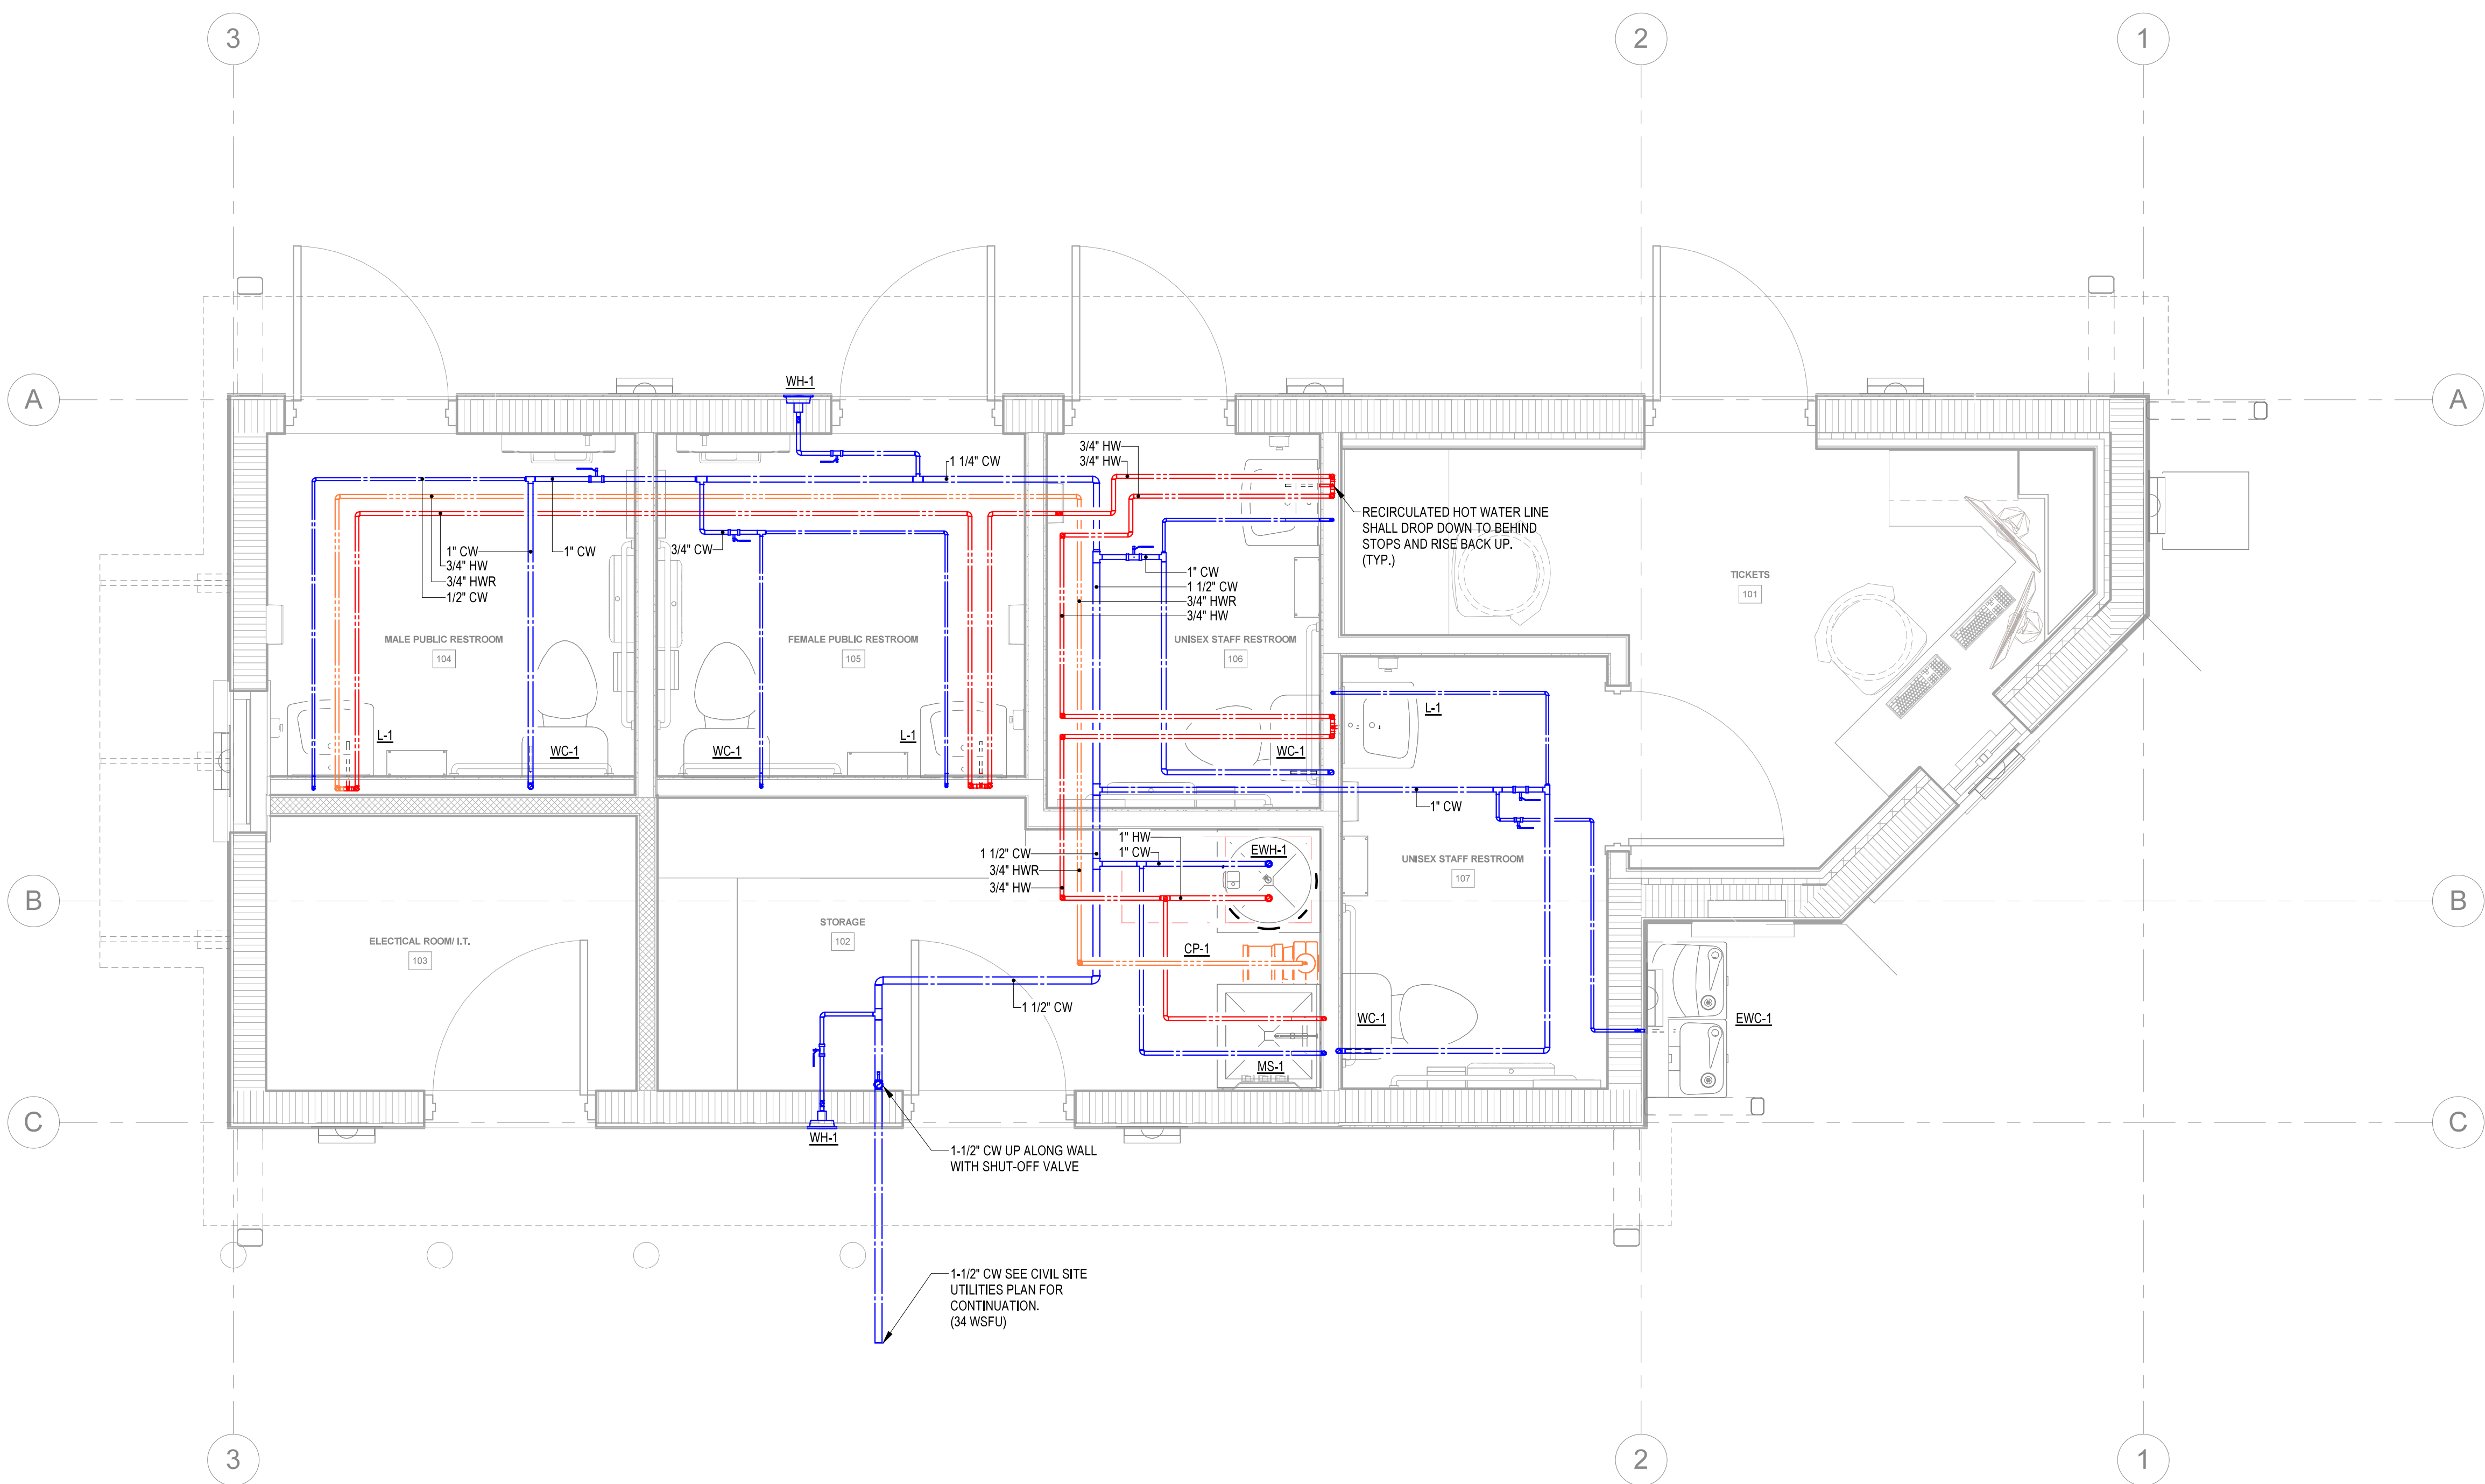 3
2
1
A
A
WH-1
3/4" HW
3/4" HW
1 1/4" CW
RECIRCULATED HOT WATER LINE
SHALL DROP DOWN TO BEHIND
STOPS AND RISE BACK UP.
(TYP.)
1" CW
3/4" HW
3/4" HWR
1/2" CW
1" CW
3/4" CW
1" CW
1 1/2" CW
3/4" HWR
3/4" HW
TICKETS
101
MALE PUBLIC RESTROOM
104
FEMALE PUBLIC RESTROOM
105
UNISEX STAFF RESTROOM
106
L-1
WC-1
WC-1
L-1
WC-1
L-1
1" CW
1" HW
1" CW
1 1/2" CW
3/4" HWR
3/4" HW
EWH-1
UNISEX STAFF RESTROOM
107
B
B
ELECTICAL ROOM/ I.T.
103
STORAGE
102
CP-1
1 1/2" CW
WC-1
EWC-1
MS-1
C
C
WH-1
1-1/2" CW UP ALONG WALL
WITH SHUT-OFF VALVE
1-1/2" CW SEE CIVIL SITE
UTILITIES PLAN FOR
CONTINUATION.
(34 WSFU)
3
2
1